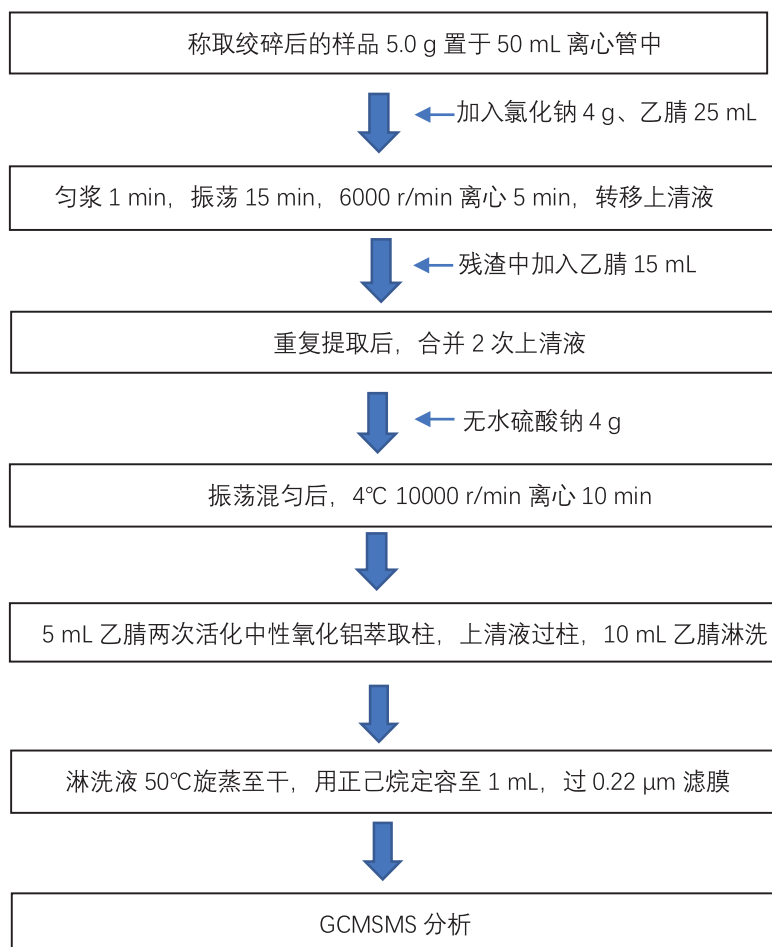 称取绞碎后的样品 5.0 g 置于 50 mL 离心管中
加入氯化钠 4 g、乙腈 25 mL
匀浆 1 min，振荡 15 min，6000 r/min 离心 5 min，转移上清液
残渣中加入乙腈 15 mL
重复提取后，合并 2 次上清液
无水硫酸钠 4 g
振荡混匀后，4℃ 10000 r/min 离心 10 min
5 mL 乙腈两次活化中性氧化铝萃取柱，上清液过柱，10 mL 乙腈淋洗
淋洗液 50℃旋蒸至干，用正己烷定容至 1 mL，过 0.22 μm 滤膜
GCMSMS 分析